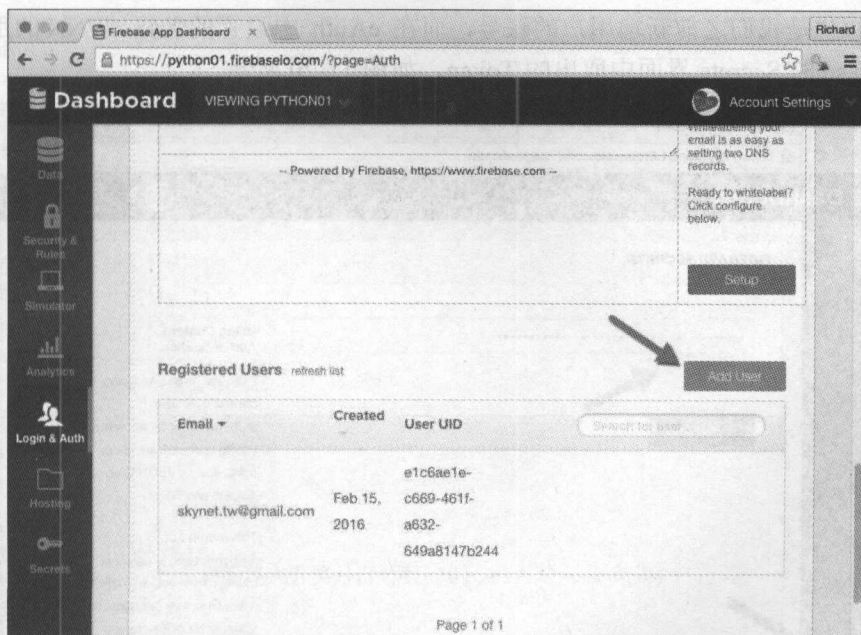 Firebase App Dashboard
Richard
https://python01.firebaseio.com/?page=Auth
Dashboard
VIEWING PYTHON01
Account Settings
Data
Security & Rules
Simulator
Analytics
Login & Auth
Hosting
Secrets
-- Powered by Firebase, https://www.firebase.com --
Whitelabeling your
email is as easy as
setting two DNS
records.
Ready to whitelabel?
Click configure
below.
Setup
Registered Users refresh list
Add User
Email
Created
User UID
Search for user
skynet.tw@gmail.com
Feb 15,
2016
e1c6ae1e-
c669-461f-
a632-
649a8147b244
Page 1 of 1